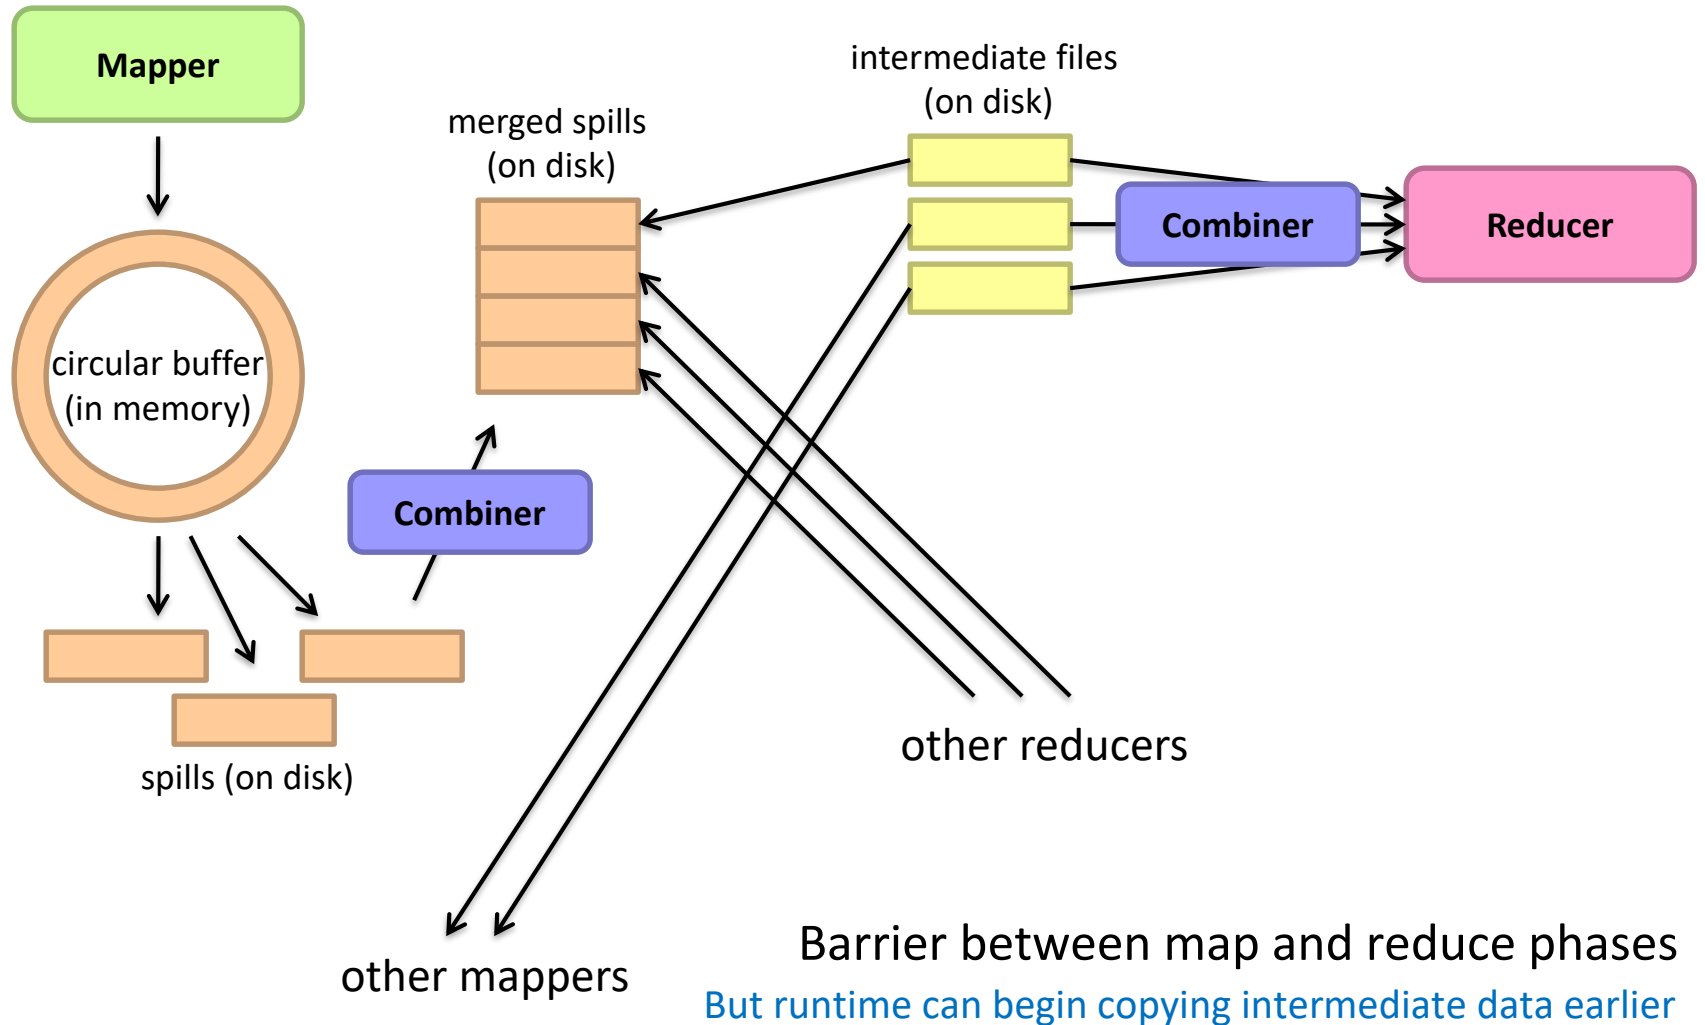 Mapper
intermediate files
(on disk)
merged spills
(on disk)
Combiner
Reducer
circular buffer
(in memory)
Combiner
spills (on disk)
other reducers
other mappers
Barrier between map and reduce phases
But runtime can begin copying intermediate data earlier